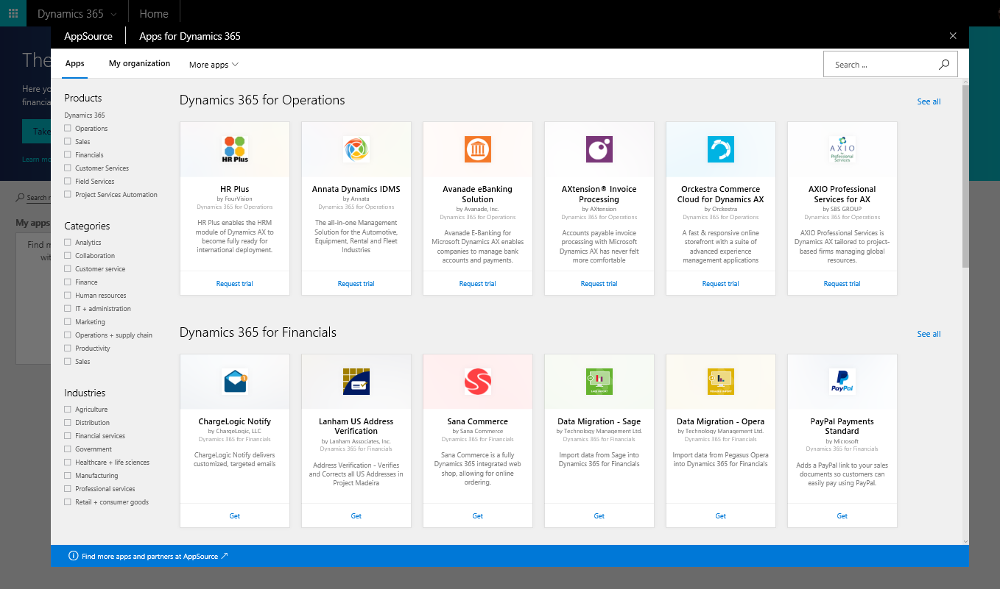 Dynamics 365
Home
AppSource
Apps for Dynamics 365
The
Here yo
financia
Take
Learn mo
Search
My apps
Find m
wit
Apps
My organization
More apps
Search ...
Products
Dynamics 365
Operations
Sales
Financials
Customer Services
Field Services
Project Services Automation
Categories
Analytics
Collaboration
Customer service
Finance
Human resources
IT + administration
Marketing
Operations + supply chain
Productivity
Sales
Industries
Agriculture
Distribution
Financial services
Government
Healthcare + life sciences
Manufacturing
Professional services
Retail + consumer goods
Dynamics 365 for Operations
See all
HR Plus
HR Plus
by FourVision
Dynamics 365 for Operations
HR Plus enables the HRM
module of Dynamics AX to
become fully ready for
international deployment.
Request trial
Annata Dynamics IDMS
by Annata
Dynamics 365 for Operations
The all-in-one Management
Solution for the Automotive,
Equipment, Rental and Fleet
Industries
Request trial
Avanade eBanking
Solution
by Avanade, Inc.
Dynamics 365 for Operations
Avanade E-Banking for
Microsoft Dynamics AX enables
companies to manage bank
accounts and payments.
Request trial
AXtension® Invoice
Processing
by AXtension
Dynamics 365 for Operations
Accounts payable invoice
processing with Microsoft
Dynamics AX has never felt
more comfortable
Request trial
Orckestra Commerce
Cloud for Dynamics AX
by Orckestra
Dynamics 365 for Operations
A fast & responsive online
storefront with a suite of
advanced experience
management applications
Request trial
AXIO
for
Professional
Services
AXIO Professional
Services for AX
by SBS GROUP
Dynamics 365 for Operations
AXIO Professional Services is
Dynamics AX tailored to project-
based firms managing global
resources.
Request trial
Dynamics 365 for Financials
See all
1
ChargeLogic Notify
by ChargeLogic, LLC
Dynamics 365 for Financials
ChargeLogic Notify delivers
customized, targeted emails
Get
Lanham US Address
Verification
by Lanham Associates, Inc.
Dynamics 365 for Financials
Address Verification - Verifies
and Corrects all US Addresses in
Project Madeira
Get
Sana Commerce
by Sana Commerce
Dynamics 365 for Financials
Sana Commerce is a fully
Dynamics 365 integrated web
shop, allowing for online
ordering.
Get
Data Migration - Sage
by Technology Management Ltd.
Dynamics 365 for Financials
Import data from Sage into
Dynamics 365 for Financials
Get
Data Migration - Opera
by Technology Management Ltd.
Dynamics 365 for Financials
Import data from Pegasus Opera
into Dynamics 365 for Financials
Get
PayPal
PayPal Payments
Standard
by Microsoft
Dynamics 365 for Financials
Adds a PayPal link to your sales
documents so customers can
easily pay using PayPal.
Get
Find more apps and partners at AppSource